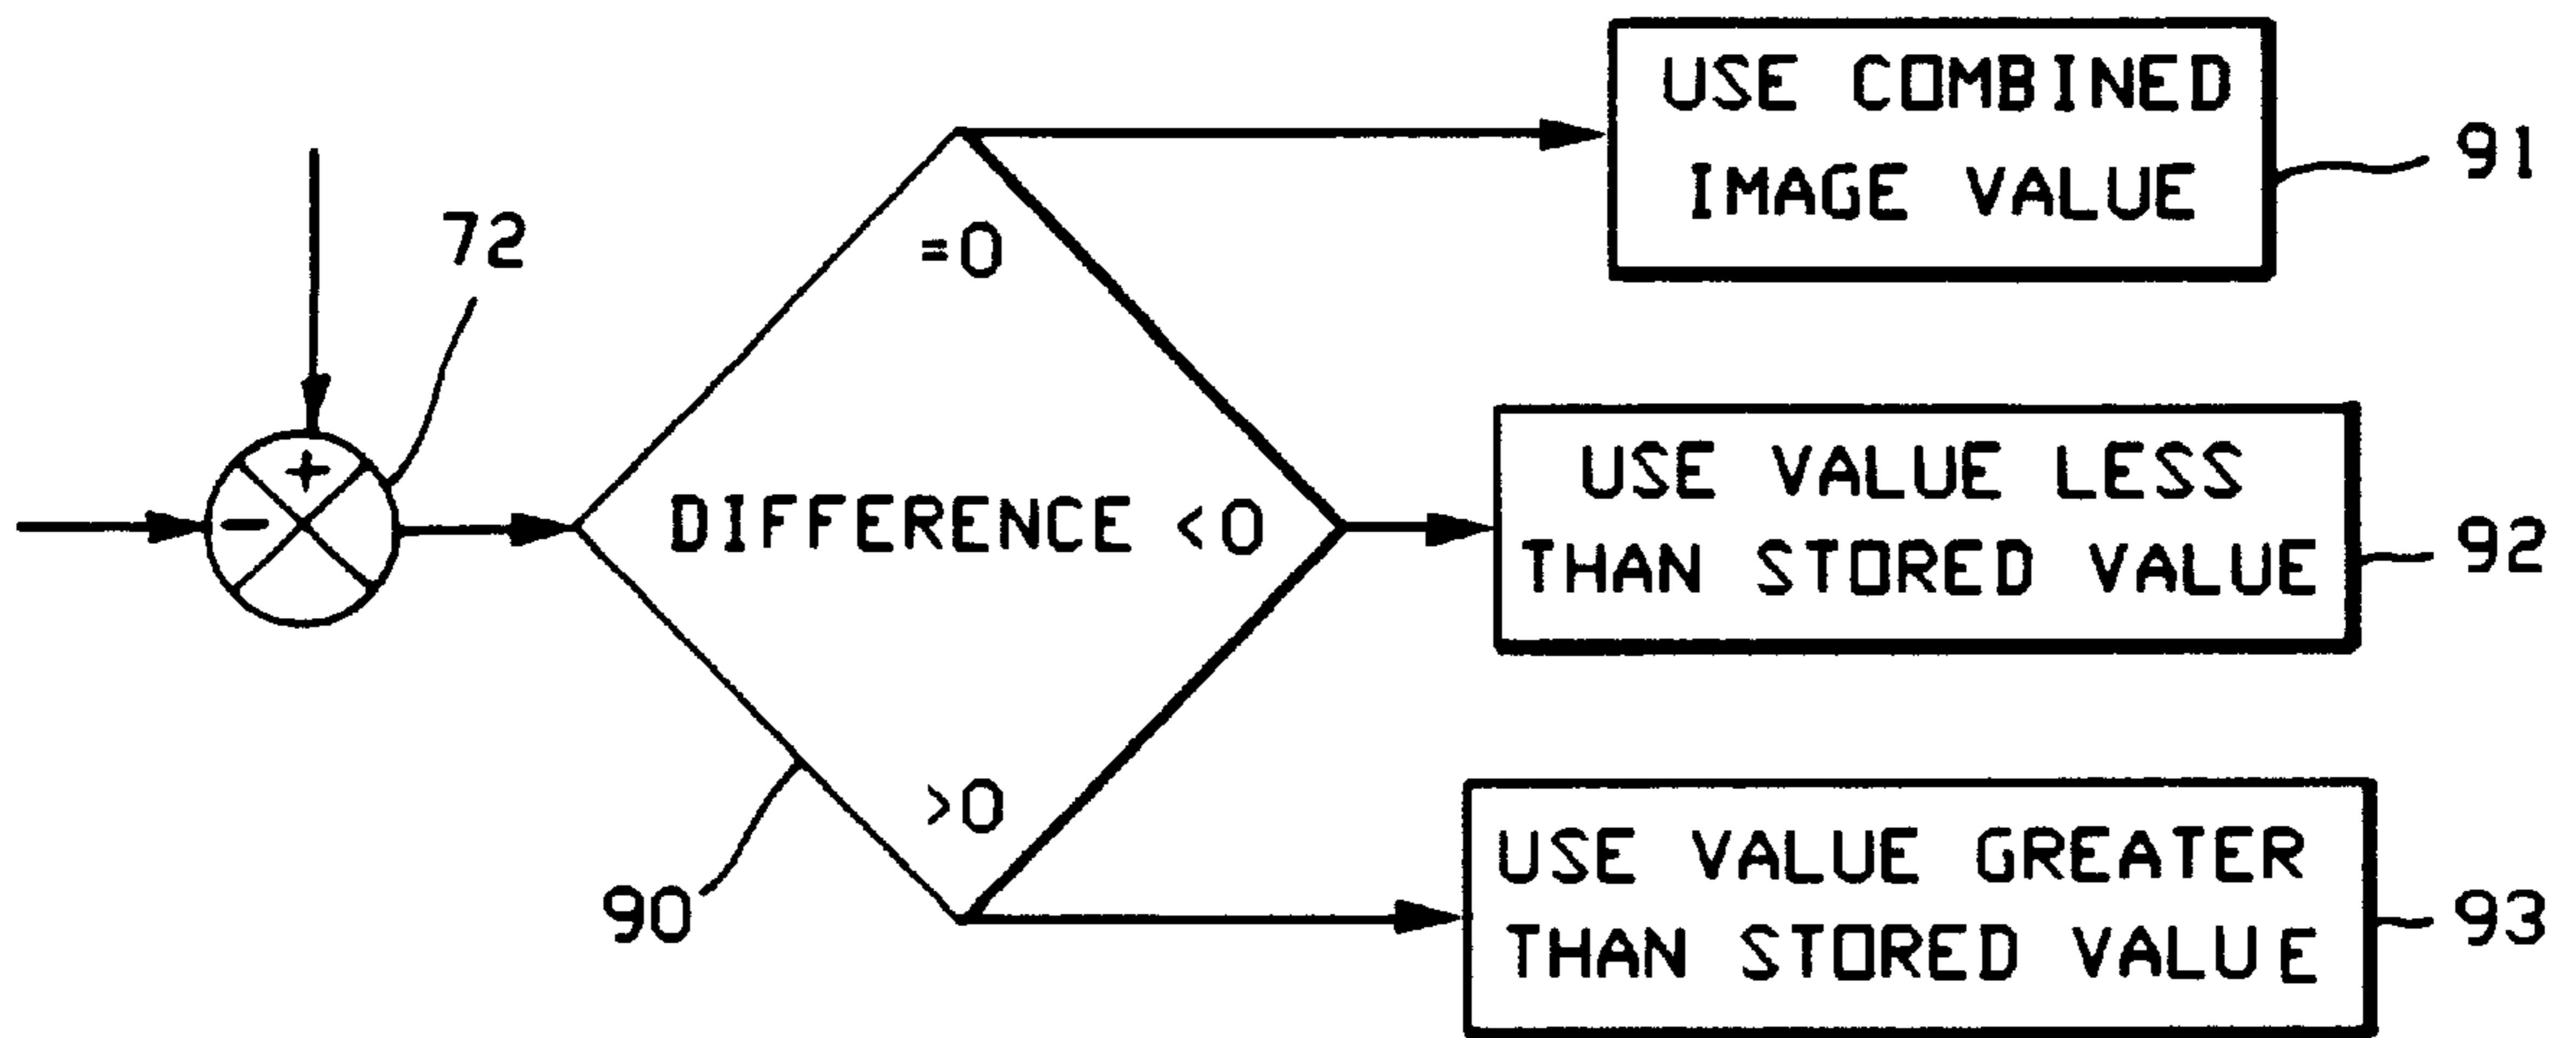 USE COMBINED
IMAGE VALUE
91
72
=0
+
-
DIFFERENCE <0
USE VALUE LESS
THAN STORED VALUE
92
>0
90
USE VALUE GREATER
THAN STORED VALUE
93